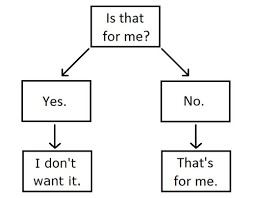 Is that
for me?
Yes.
No.
I don't
want it.
That's
for me.